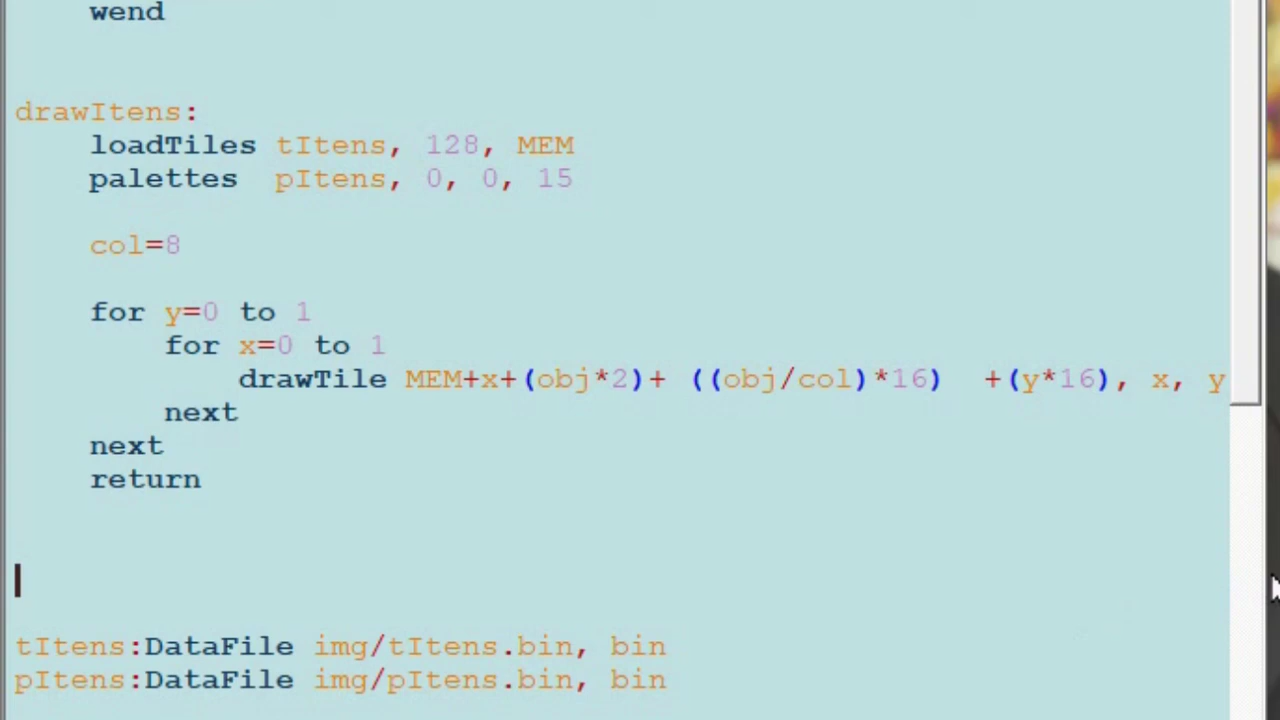 wend
drawItens:
loadTiles tItens, 128, MEM
palettes pItens, 0, 0, 15
col=8
for y=0 to 1
for x=0 to 1
drawTile MEM+x+(obj*2)+ ((obj/col)*16) +(y*16), x, y
next
next
return
tItens:DataFile img/tItens.bin, bin
pItens:DataFile img/pItens.bin, bin